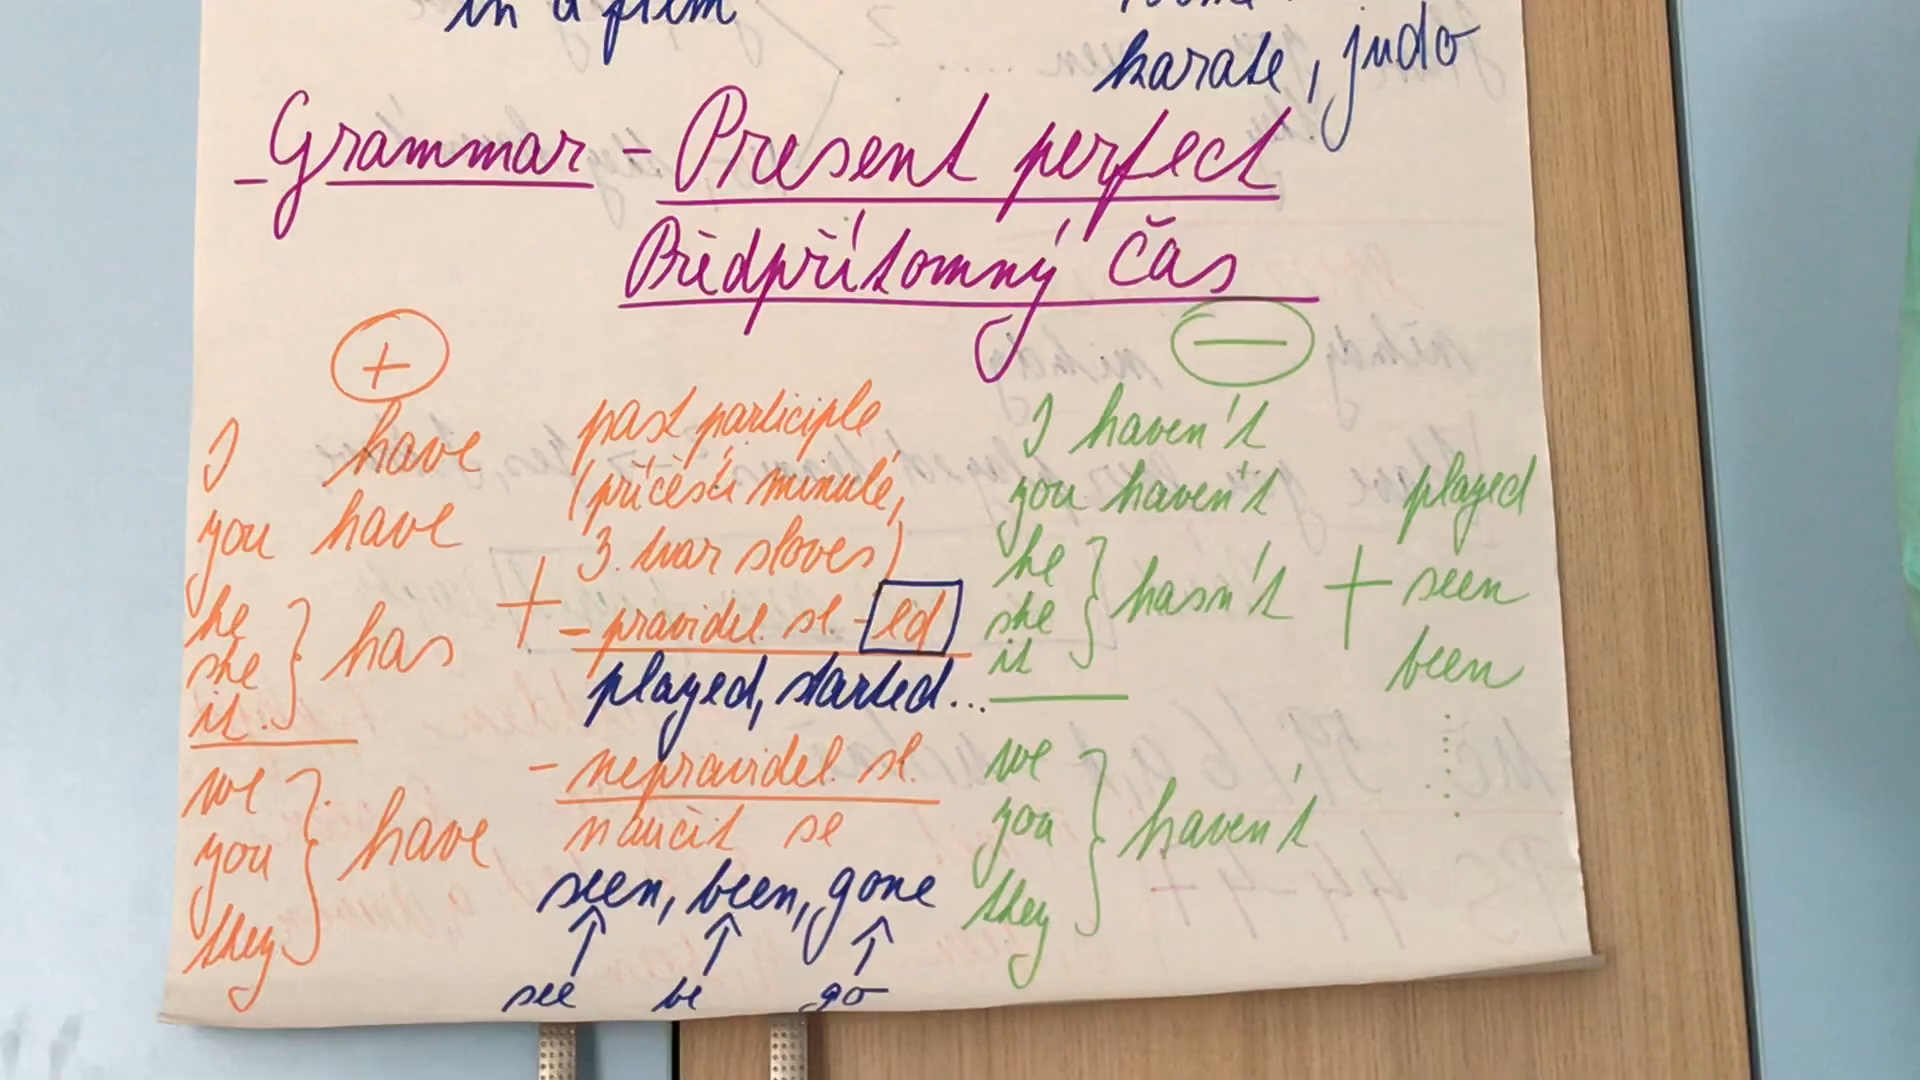 in a film
karate, judo
- Grammar - Present perfect
Předpřítomný čas
+
I have
you have
he
she
it
has
we
you
they
have
+
past participle
(příčestí minulé,
3. tvar sloves)
- pravidel. sl. -ed
played, started...
- nepravidel. sl.
naučit se
seen, been, gone
↑ ↑ ↑
see be go
—
I haven't
you haven't
he
she
it
hasn't
we
you
they
haven't
+
played
seen
been